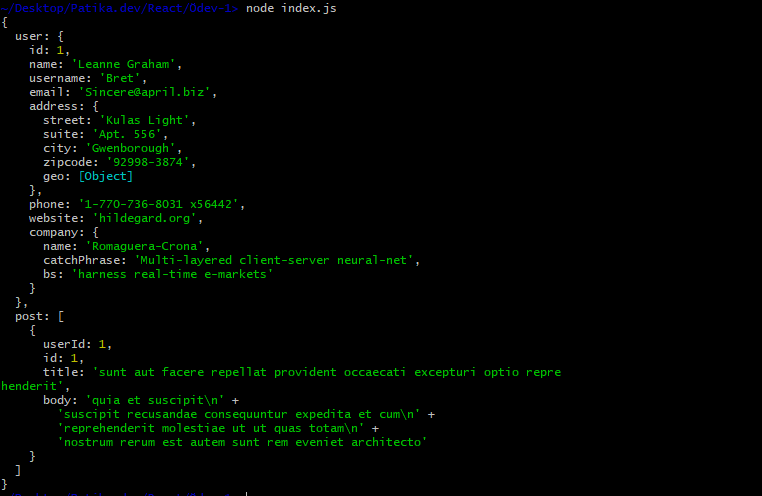 ~/Desktop/Patika.dev/React/Odev-1> node index.js
{
  user: {
    id: 1,
    name: 'Leanne Graham',
    username: 'Bret',
    email: 'Sincere@april.biz',
    address: {
      street: 'Kulas Light',
      suite: 'Apt. 556',
      city: 'Gwenborough',
      zipcode: '92998-3874',
      geo: [Object]
    },
    phone: '1-770-736-8031 x56442',
    website: 'hildegard.org',
    company: {
      name: 'Romaguera-Crona',
      catchPhrase: 'Multi-layered client-server neural-net',
      bs: 'harness real-time e-markets'
    }
  },
  post: [
    {
      userId: 1,
      id: 1,
      title: 'sunt aut facere repellat provident occaecati excepturi optio repre
henderit',
      body: 'quia et suscipit\n' +
        'suscipit recusandae consequuntur expedita et cum\n' +
        'reprehenderit molestiae ut ut quas totam\n' +
        'nostrum rerum est autem sunt rem eveniet architecto'
    }
  ]
}